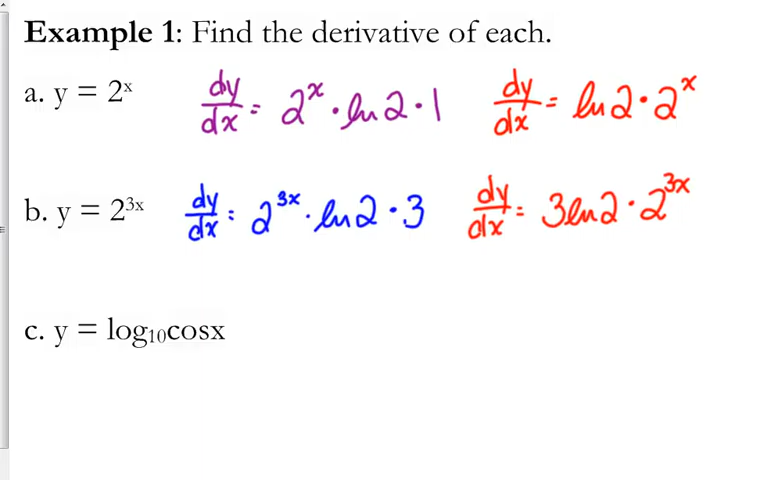 Example 1: Find the derivative of each.
a. y = 2ˣ dy/dx = 2ˣ · ln2 · 1 dy/dx = ln2 · 2ˣ
b. y = 2³ˣ dy/dx = 2³ˣ · ln2 · 3 dy/dx = 3ln2 · 2³ˣ
c. y = log₁₀cosx